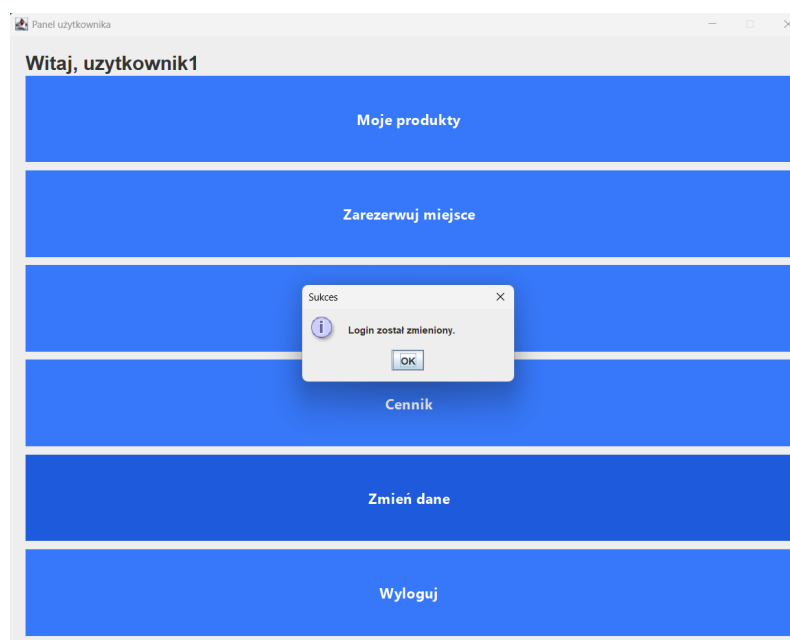 Panel użytkownika
Witaj, uzytkownik1
Moje produkty
Zarezerwuj miejsce
Sukces
Login został zmieniony.
OK
Cennik
Zmień dane
Wyloguj